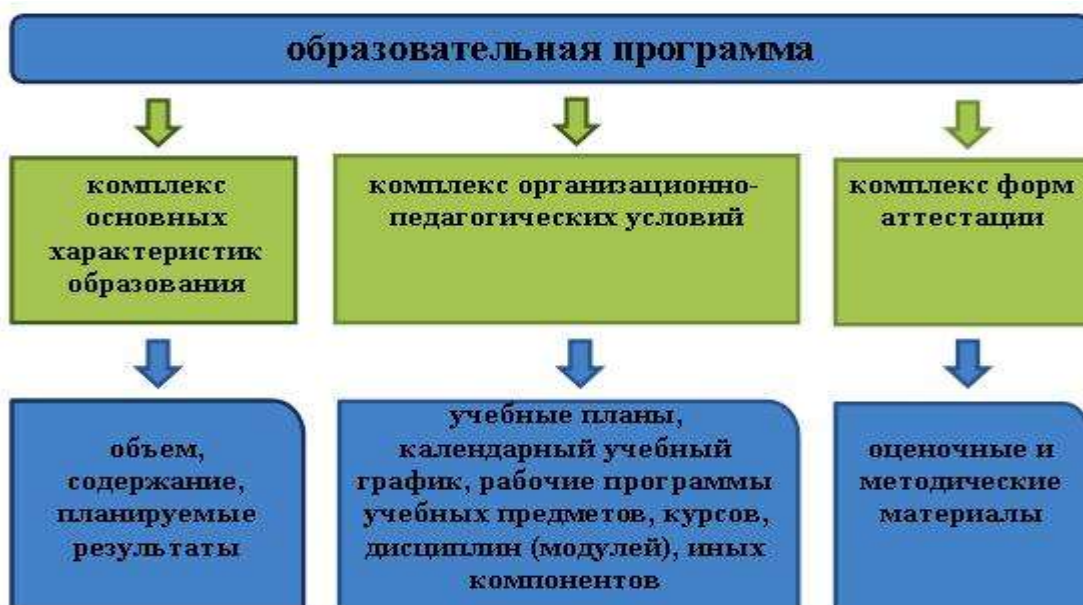 образовательная программа
комплекс
основных
характеристик
образования
комплекс организационно-
педагогических условий
комплекс форм
аттестации
объем,
содержание,
планируемые
результаты
учебные планы,
календарный учебный
график, рабочие программы
учебных предметов, курсов,
дисциплин (модулей), иных
компонентов
оценочные и
методические
материалы